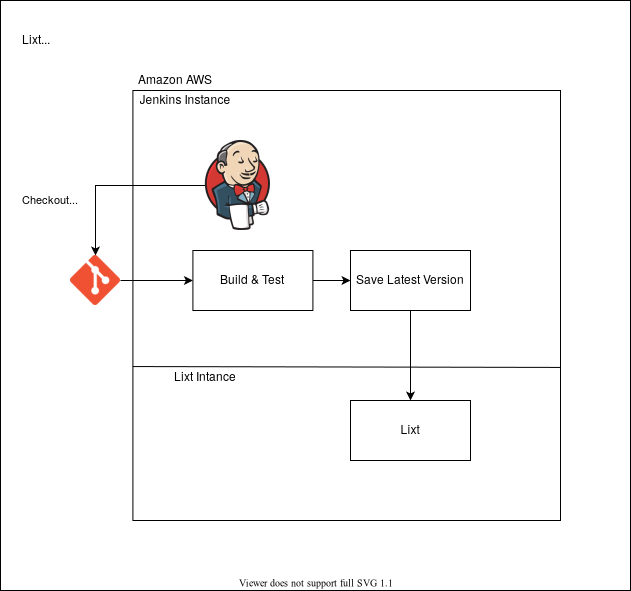 Lixt...
Amazon AWS
Jenkins Instance
Checkout...
Build & Test
Save Latest Version
Lixt Intance
Lixt
Viewer does not support full SVG 1.1